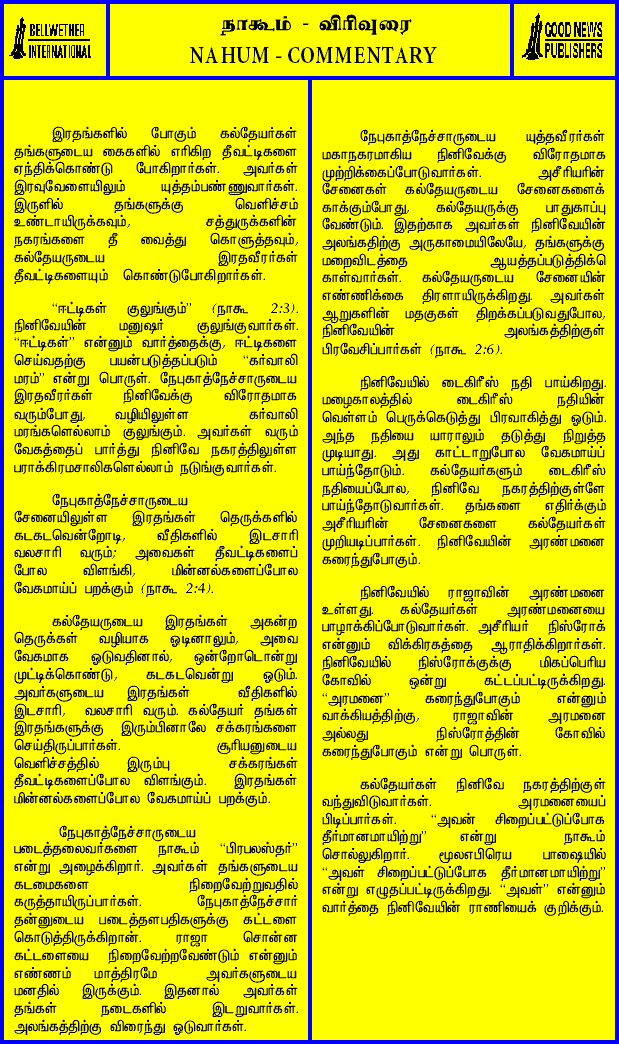 BELLWETHER
INTERNATIONAL
நாகூம் - விரிவுரை
NAHUM - COMMENTARY
GOOD NEWS
PUBLISHERS
இரதங்களில் போகும் கல்தேயர்கள்
தங்களுடைய கைகளில் எரிகிற தீவட்டிகளை
ஏந்திக்கொண்டு போகிறார்கள். அவர்கள்
இரவுவேளையிலும் யுத்தம்பண்ணுவார்கள்.
இருளில் தங்களுக்கு வெளிச்சம்
உண்டாயிருக்கவும், சத்துருக்களின்
நகரங்களை தீ வைத்து கொளுத்தவும்,
கல்தேயருடைய இரதவீரர்கள்
தீவட்டிகளையும் கொண்டுபோகிறார்கள்.
“ஈட்டிகள் குலுங்கும்” (நாகூ 2:3).
நினிவேயின் மனுஷர் குலுங்குவார்கள்.
“ஈட்டிகள்” என்னும் வார்த்தைக்கு, ஈட்டிகளை
செய்வதற்கு பயன்படுத்தப்படும் “கர்வாலி
மரம்” என்று பொருள். நேபுகாத்நேச்சாருடைய
இரதவீரர்கள் நினிவேக்கு விரோதமாக
வரும்போது, வழியிலுள்ள கர்வாலி
மரங்களெல்லாம் குலுங்கும். அவர்கள் வரும்
வேகத்தைப் பார்த்து நினிவே நகரத்திலுள்ள
பராக்கிரமசாலிகளெல்லாம் நடுங்குவார்கள்.
நேபுகாத்நேச்சாருடைய
சேனையிலுள்ள இரதங்கள் தெருக்களில்
கடகடவென்றோடி, வீதிகளில் இடசாரி
வலசாரி வரும்; அவைகள் தீவட்டிகளைப்
போல விளங்கி, மின்னல்களைப்போல
வேகமாய்ப் பறக்கும் (நாகூ 2:4).
கல்தேயருடைய இரதங்கள் அகன்ற
தெருக்கள் வழியாக ஓடினாலும், அவை
வேகமாக ஓடுவதினால், ஒன்றோடொன்று
முட்டிக்கொண்டு, கடகடவென்று ஓடும்.
அவர்களுடைய இரதங்கள் வீதிகளில்
இடசாரி, வலசாரி வரும். கல்தேயர் தங்கள்
இரதங்களுக்கு இரும்பினாலே சக்கரங்களை
செய்திருப்பார்கள். சூரியனுடைய
வெளிச்சத்தில் இரும்பு சக்கரங்கள்
தீவட்டிகளைப்போல விளங்கும். இரதங்கள்
மின்னல்களைப்போல வேகமாய்ப் பறக்கும்.
நேபுகாத்நேச்சாருடைய
படைத்தலைவர்களை நாகூம் “பிரபலஸ்தர்”
என்று அழைக்கிறார். அவர்கள் தங்களுடைய
கடமைகளை நிறைவேற்றுவதில்
கருத்தாயிருப்பார்கள். நேபுகாத்நேச்சார்
தன்னுடைய படைத்தளபதிகளுக்கு கட்டளை
கொடுத்திருக்கிறான். ராஜா சொன்ன
கட்டளையை நிறைவேற்றவேண்டும் என்னும்
எண்ணம் மாத்திரமே அவர்களுடைய
மனதில் இருக்கும். இதனால் அவர்கள்
தங்கள் நடைகளில் இடறுவார்கள்.
அலங்கத்திற்கு விரைந்து ஓடுவார்கள்.
நேபுகாத்நேச்சாருடைய யுத்தவீரர்கள்
மகாநகரமாகிய நினிவேக்கு விரோதமாக
முற்றிக்கைப்போடுவார்கள். அசீரியரின்
சேனைகள் கல்தேயருடைய சேனைகளைக்
காக்கும்போது, கல்தேயருக்கு பாதுகாப்பு
வேண்டும். இதற்காக அவர்கள் நினிவேயின்
அலங்கதிற்கு அருகாமையிலேயே, தங்களுக்கு
மறைவிடத்தை ஆயத்தப்படுத்திக்கெ
காள்வார்கள். கல்தேயருடைய சேனையின்
எண்ணிக்கை திரளாயிருக்கிறது. அவர்கள்
ஆறுகளின் மதகுகள் திறக்கப்படுவதுபோல,
நினிவேயின் அலங்கத்திற்குள்
பிரவேசிப்பார்கள் (நாகூ 2:6).
நினிவேயில் டைகிரீஸ் நதி பாய்கிறது.
மழைகாலத்தில் டைகிரீஸ் நதியின்
வெள்ளம் பெருக்கெடுத்து பிரவாகித்து ஓடும்.
அந்த நதியை யாராலும் தடுத்து நிறுத்த
முடியாது. அது காட்டாறுபோல வேகமாய்ப்
பாய்ந்தோடும். கல்தேயர்களும் டைகிரீஸ்
நதியைப்போல, நினிவே நகரத்திற்குள்ளே
பாய்ந்தோடுவார்கள். தங்களை எதிர்க்கும்
அசீரியரின் சேனைகளை கல்தேயர்கள்
முறியடிப்பார்கள். நினிவேயின் அரண்மனை
கரைந்துபோகும்.
நினிவேயில் ராஜாவின் அரண்மனை
உள்ளது. கல்தேயர்கள் அரண்மனையை
பாழாக்கிப்போடுவார்கள். அசீரியர் நிஸ்ரோக்
என்னும் விக்கிரகத்தை ஆராதிக்கிறார்கள்.
நினிவேயில் நிஸ்ரோக்குக்கு மிகப்பெரிய
கோவில் ஒன்று கட்டப்பட்டிருக்கிறது.
“அரமனை” கரைந்துபோகும் என்னும்
வாக்கியத்திற்கு, ராஜாவின் அரமனை
அல்லது நிஸ்ரோத்தின் கோவில்
கரைந்துபோகும் என்று பொருள்.
கல்தேயர்கள் நினிவே நகரத்திற்குள்
வந்துவிடுவார்கள். அரமனையைப்
பிடிப்பார்கள். “அவன் சிறைப்பட்டுப்போக
தீர்மானமாயிற்று” என்று நாகூம்
சொல்லுகிறார். மூலஎபிரெய பாஷையில்
“அவள் சிறைப்பட்டுப்போக தீர்மானமாயிற்று”
என்று எழுதப்பட்டிருக்கிறது. “அவள்” என்னும்
வார்த்தை நினிவேயின் ராணியைக் குறிக்கும்.